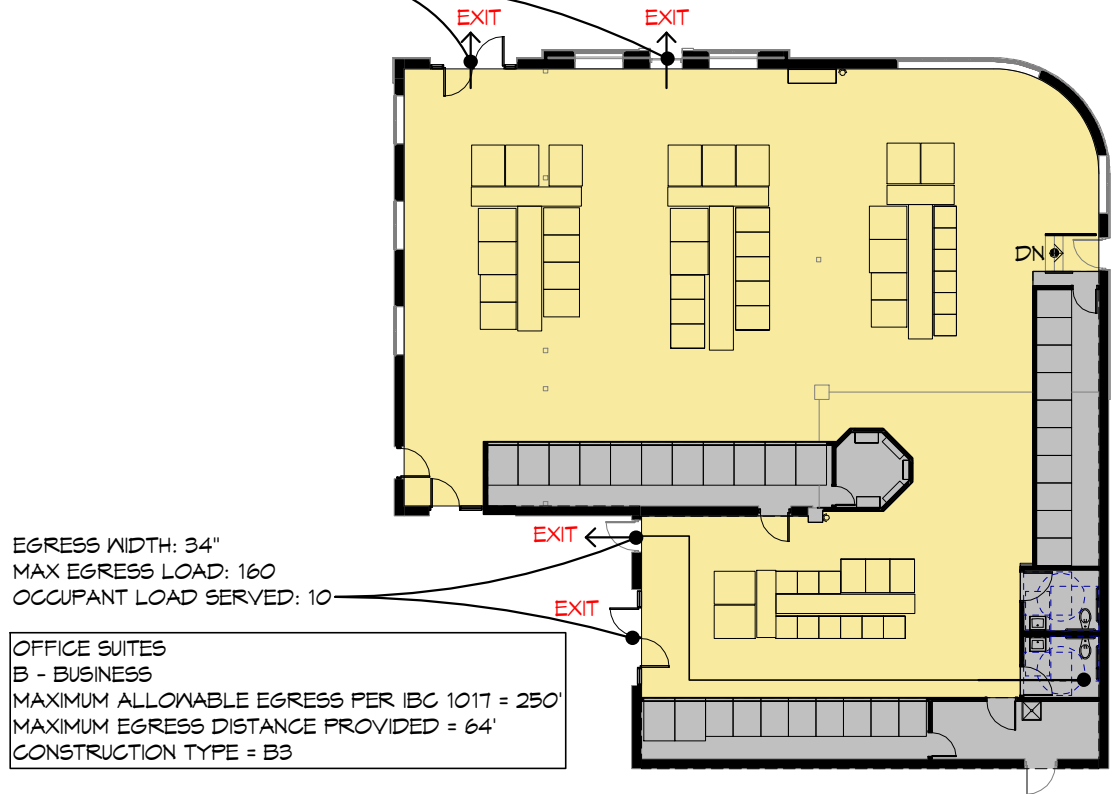 EXIT
EXIT
DN
EXIT
EGRESS WIDTH: 34"
MAX EGRESS LOAD: 160
OCCUPANT LOAD SERVED: 10
EXIT
OFFICE SUITES
B - BUSINESS
MAXIMUM ALLOWABLE EGRESS PER IBC 1017 = 250'
MAXIMUM EGRESS DISTANCE PROVIDED = 64'
CONSTRUCTION TYPE = B3